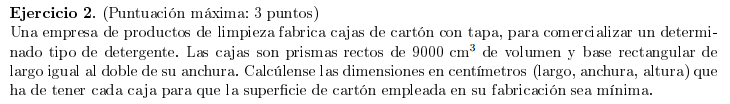 Ejercicio 2. (Puntuación máxima: 3 puntos)
Una empresa de productos de limpieza fabrica cajas de cartón con tapa, para comercializar un determi-
nado tipo de detergente. Las cajas son prismas rectos de 9000 cm³ de volumen y base rectangular de
largo igual al doble de su anchura. Calcúlense las dimensiones en centímetros (largo, anchura, altura) que
ha de tener cada caja para que la superficie de cartón empleada en su fabricación sea mínima.